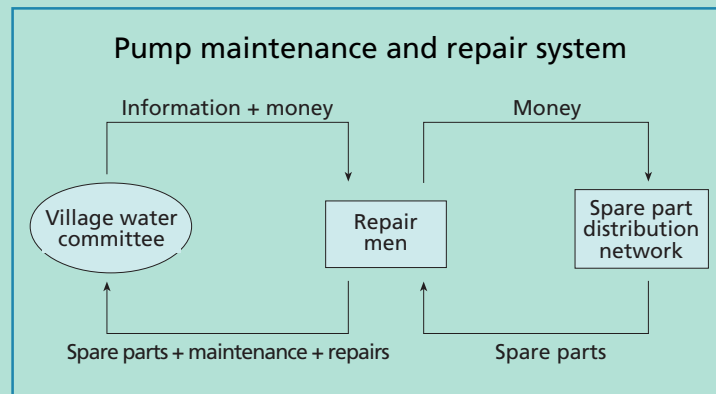 Pump maintenance and repair system
Information + money
Money
Village water
committee
Repair
men
Spare part
distribution
network
Spare parts + maintenance + repairs
Spare parts